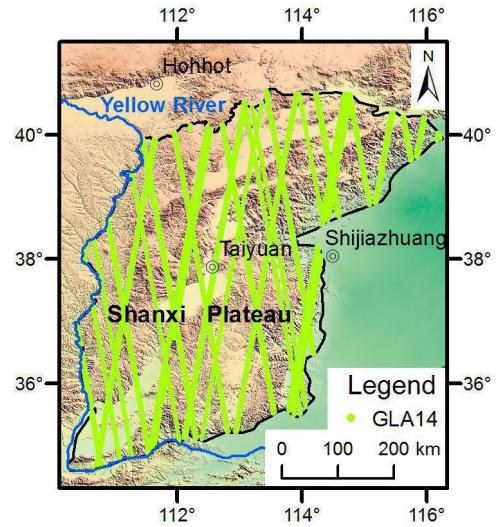 112° 114° 116°
N
Hohhot
Yellow River
40° 40°
Taiyuan Shijiazhuang
38° 38°
Shanxi Plateau
36° 36°
Legend
GLA14
0 100 200 km
112° 114° 116°